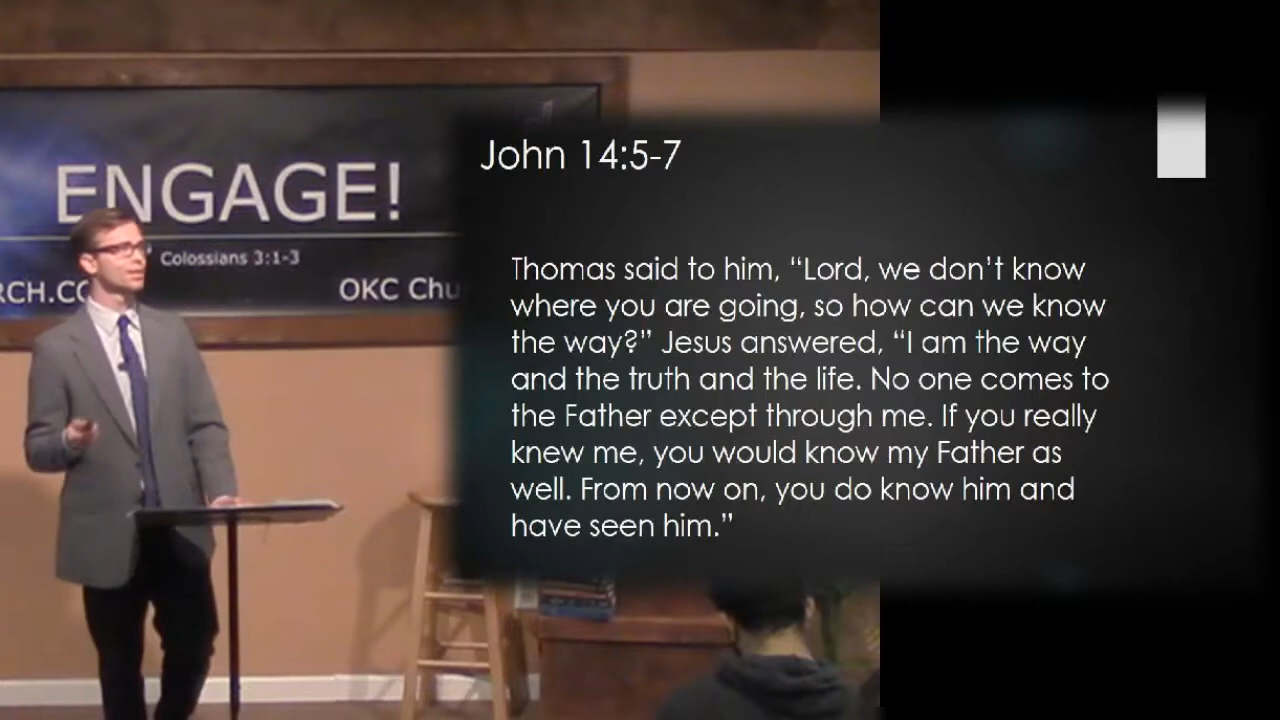 ENGAGE!
Colossians 3:1-3
RCH.CO
OKC Chu
John 14:5-7
Thomas said to him, “Lord, we don’t know
where you are going, so how can we know
the way?” Jesus answered, “I am the way
and the truth and the life. No one comes to
the Father except through me. If you really
knew me, you would know my Father as
well. From now on, you do know him and
have seen him.”